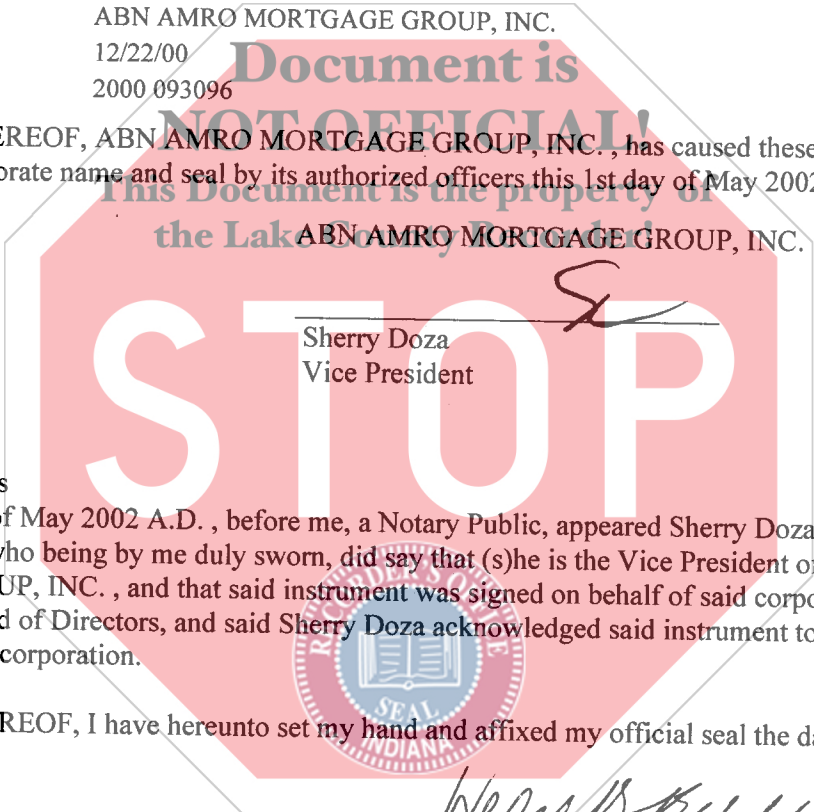 ABN AMRO MORTGAGE GROUP, INC.
12/22/00
Document is
2000 093096
NOT OFFICIAL!
EREOF, ABN AMRO MORTGAGE GROUP, INC. , has caused these
orate name and seal by its authorized officers this 1st day of May 2002
This Document is the property of
the Lake County Recorder!
ABN AMRO MORTGAGE GROUP, INC.
STOP
Sherry Doza
Vice President
s
of May 2002 A.D. , before me, a Notary Public, appeared Sherry Doza
who being by me duly sworn, did say that (s)he is the Vice President of
UP, INC. , and that said instrument was signed on behalf of said corpo
d of Directors, and said Sherry Doza acknowledged said instrument to
corporation.
RECORDER'S OFFICE
SEAL
INDIANA
REOF, I have hereunto set my hand and affixed my official seal the da